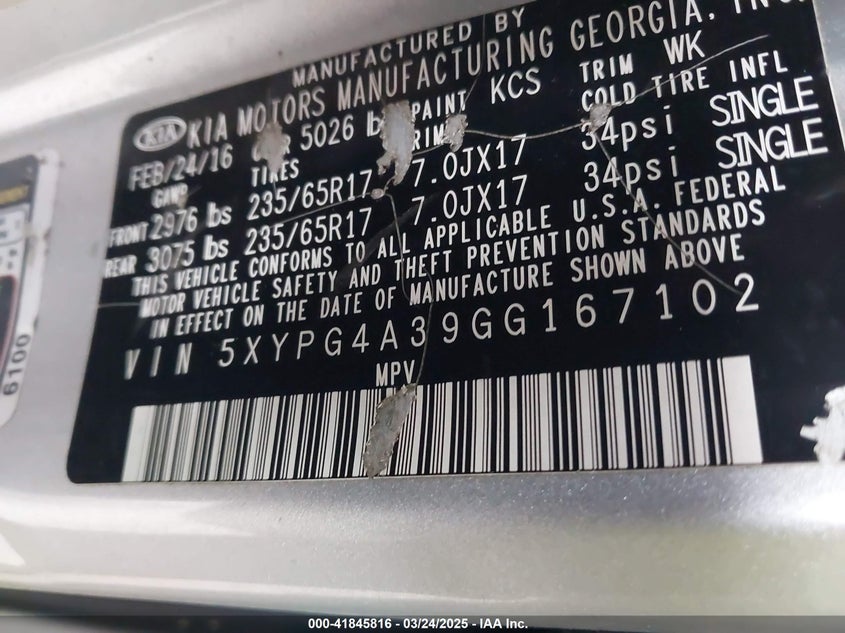 MANUFACTURED BY
KIA KIA MOTORS MANUFACTURING GEORGIA, INC.
FEB/24/16 5026 PAINT KCS TRIM WK
GAWR TIRES COLD TIRE INFL
FRONT 2976 lbs 235/65R17 7.0JX17 34psi SINGLE
REAR 3075 lbs 235/65R17 7.0JX17 34psi SINGLE
THIS VEHICLE CONFORMS TO ALL APPLICABLE U.S.A. FEDERAL
MOTOR VEHICLE SAFETY AND THEFT PREVENTION STANDARDS
IN EFFECT ON THE DATE OF MANUFACTURE SHOWN ABOVE
VIN 5XYPG4A39GG167102
MPV
6100
000-41845816 - 03/24/2025 - IAA Inc.